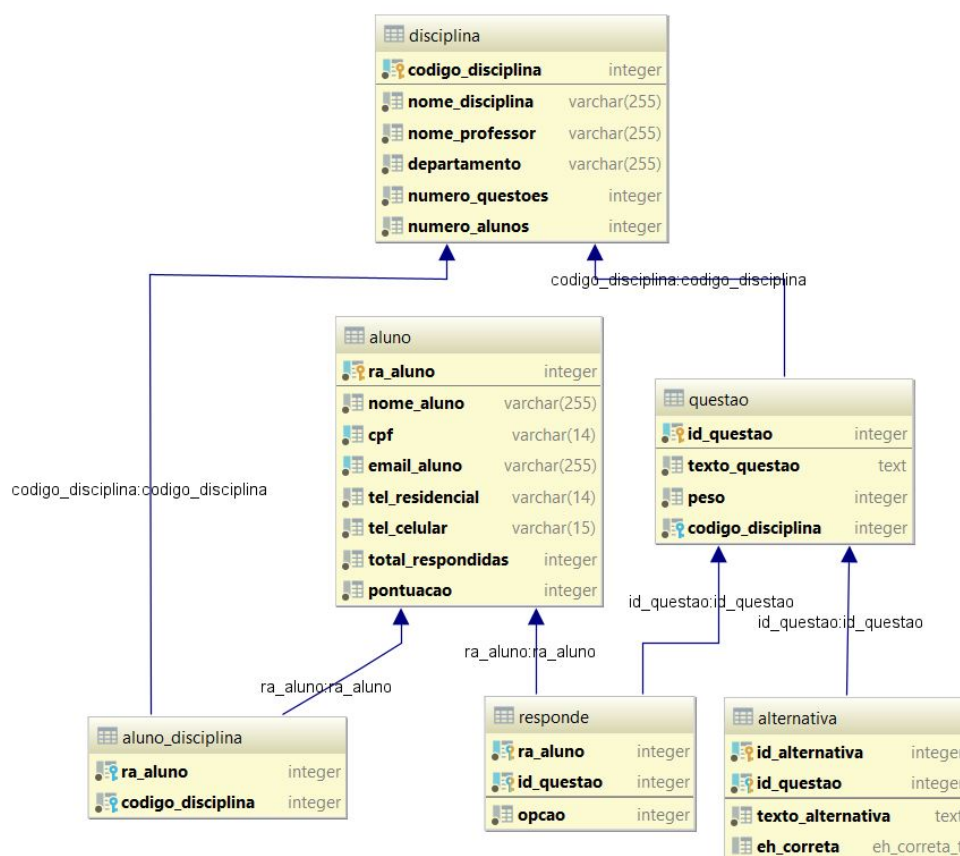 disciplina
codigo_disciplina integer
nome_disciplina varchar(255)
nome_professor varchar(255)
departamento varchar(255)
numero_questoes integer
numero_alunos integer
codigo_disciplina:codigo_disciplina
aluno
ra_aluno integer
nome_aluno varchar(255)
cpf varchar(14)
email_aluno varchar(255)
tel_residencial varchar(14)
tel_celular varchar(15)
total_respondidas integer
pontuacao integer
questao
id_questao integer
texto_questao text
peso integer
codigo_disciplina integer
codigo_disciplina:codigo_disciplina
id_questao:id_questao
id_questao:id_questao
ra_aluno:ra_aluno
ra_aluno:ra_aluno
aluno_disciplina
ra_aluno integer
codigo_disciplina integer
responde
ra_aluno integer
id_questao integer
opcao integer
alternativa
id_alternativa integer
id_questao integer
texto_alternativa text
eh_correta eh_correta_t